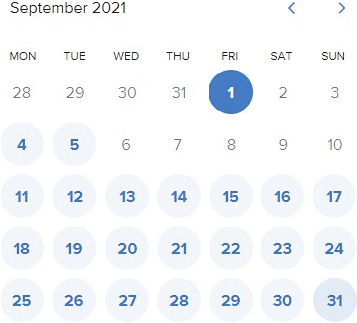 September 2021
MON TUE WED THU FRI SAT SUN
28 29 30 31 1 2 3
4 5 6 7 8 9 10
11 12 13 14 15 16 17
18 19 20 21 22 23 24
25 26 27 28 29 30 31